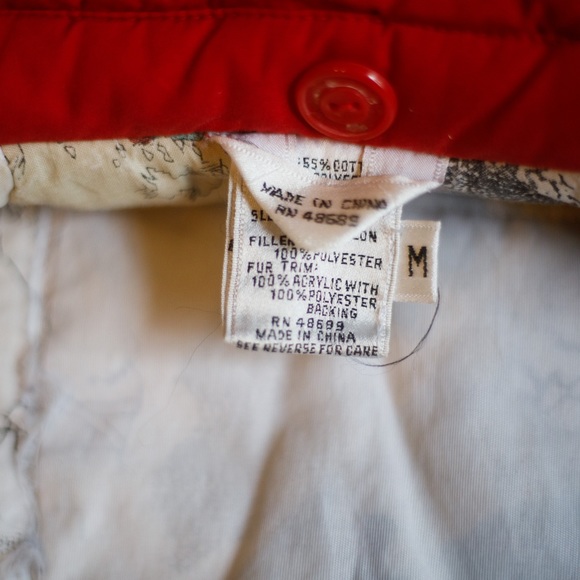 55% COTT
MADE IN CHINA
RN 48699
FILLER
100% POLYESTER
FUR TRIM:
100% ACRYLIC WITH
100% POLYESTER
BACKING
RN 48699
MADE IN CHINA
SEE REVERSE FOR CARE
M